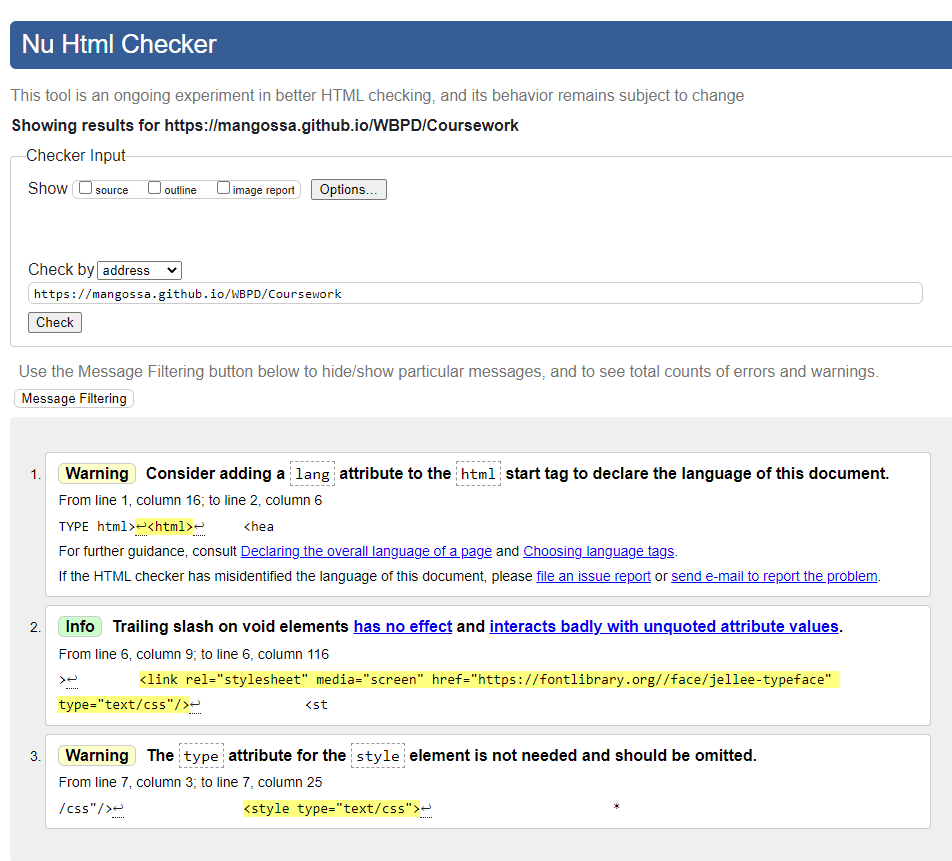 Nu Html Checker
This tool is an ongoing experiment in better HTML checking, and its behavior remains subject to change
Showing results for https://mangossa.github.io/WBPD/Coursework
Checker Input
Show source outline image report Options...
Check by address
https://mangossa.github.io/WBPD/Coursework
Check
Use the Message Filtering button below to hide/show particular messages, and to see total counts of errors and warnings.
Message Filtering
1. Warning Consider adding a lang attribute to the html start tag to declare the language of this document.
From line 1, column 16; to line 2, column 6
TYPE html>↩<html>↩ <hea
For further guidance, consult Declaring the overall language of a page and Choosing language tags.
If the HTML checker has misidentified the language of this document, please file an issue report or send e-mail to report the problem.
2. Info Trailing slash on void elements has no effect and interacts badly with unquoted attribute values.
From line 6, column 9; to line 6, column 116
>↩ <link rel="stylesheet" media="screen" href="https://fontlibrary.org//face/jellee-typeface"
type="text/css"/>↩ <st
3. Warning The type attribute for the style element is not needed and should be omitted.
From line 7, column 3; to line 7, column 25
/css"/>↩ <style type="text/css">↩ *